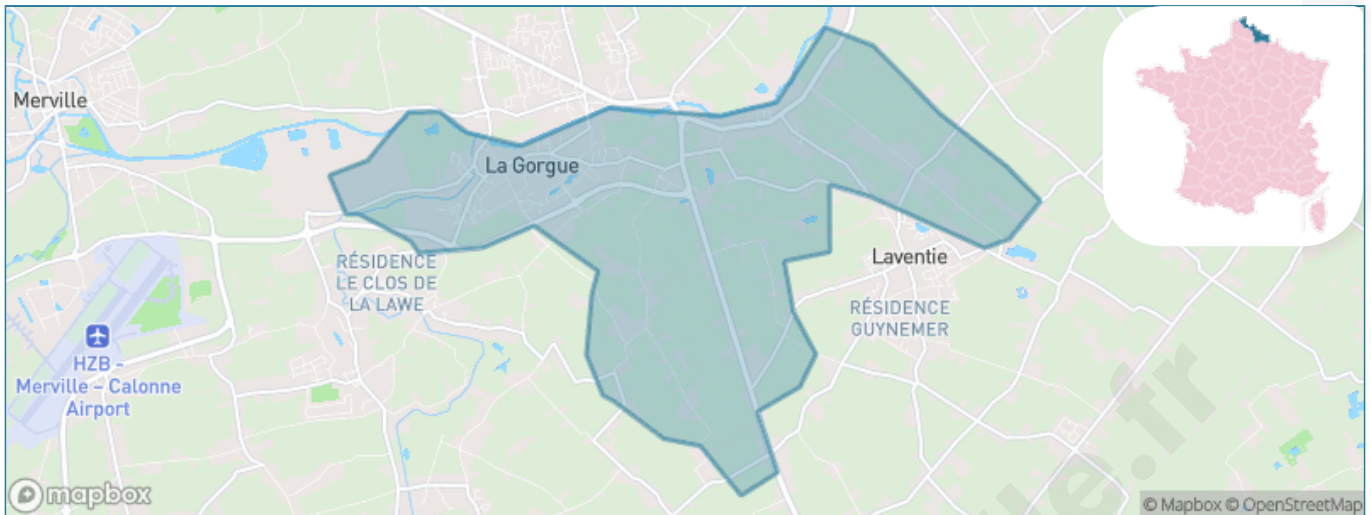 Merville
La Gorgue
RÉSIDENCE
LE CLOS DE
LA LAWE
Laventie
RÉSIDENCE
GUYNEMER
HZB -
Merville – Calonne
Airport
mapbox
© Mapbox © OpenStreetMap